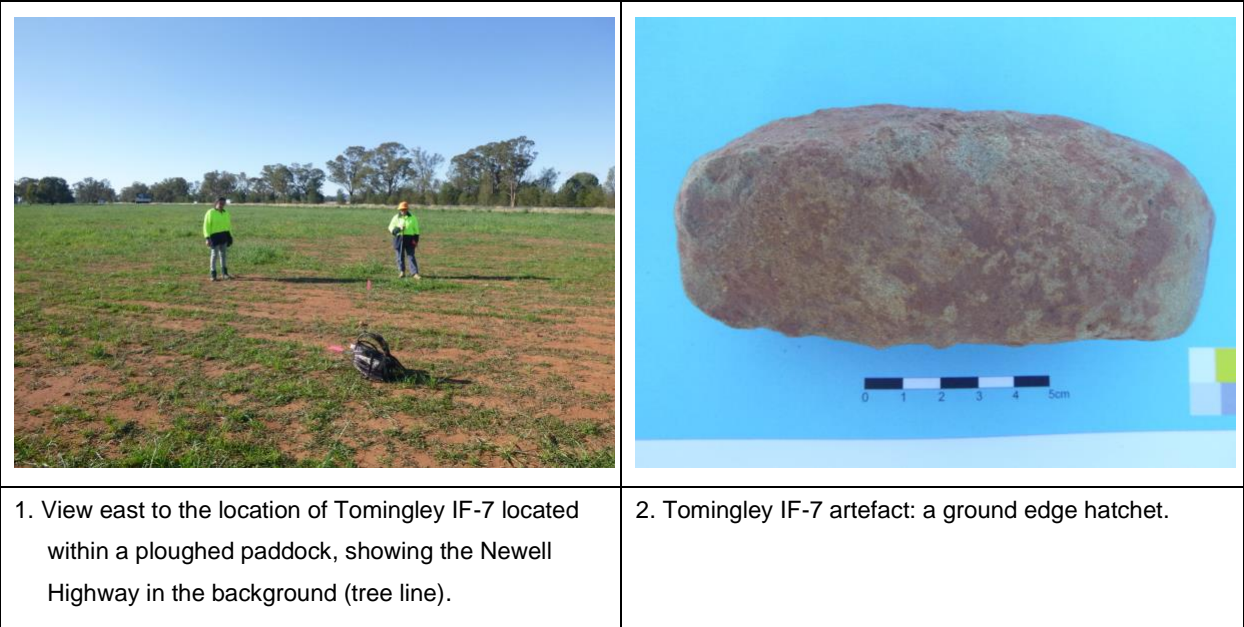 0 1 2 3 4 5cm
1. View east to the location of Tomingley IF-7 located
within a ploughed paddock, showing the Newell
Highway in the background (tree line).
2. Tomingley IF-7 artefact: a ground edge hatchet.